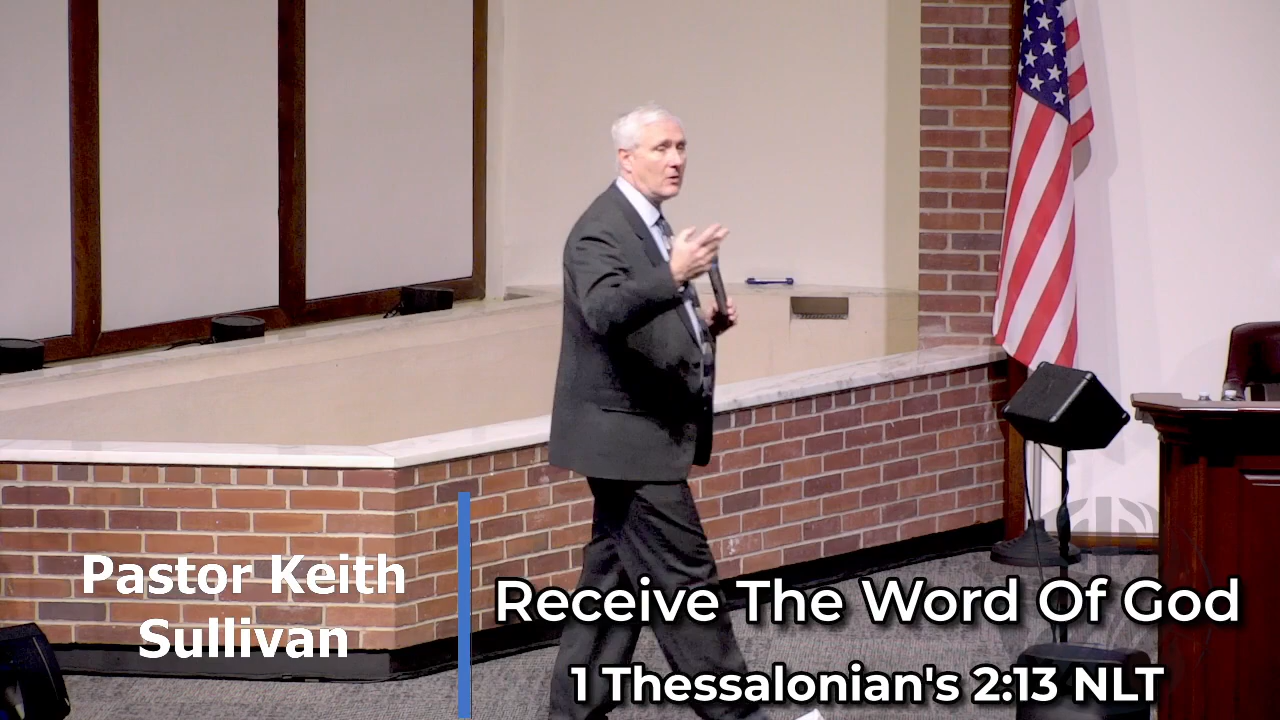 Pastor Keith
Sullivan
Receive The Word Of God
1 Thessalonian's 2:13 NLT